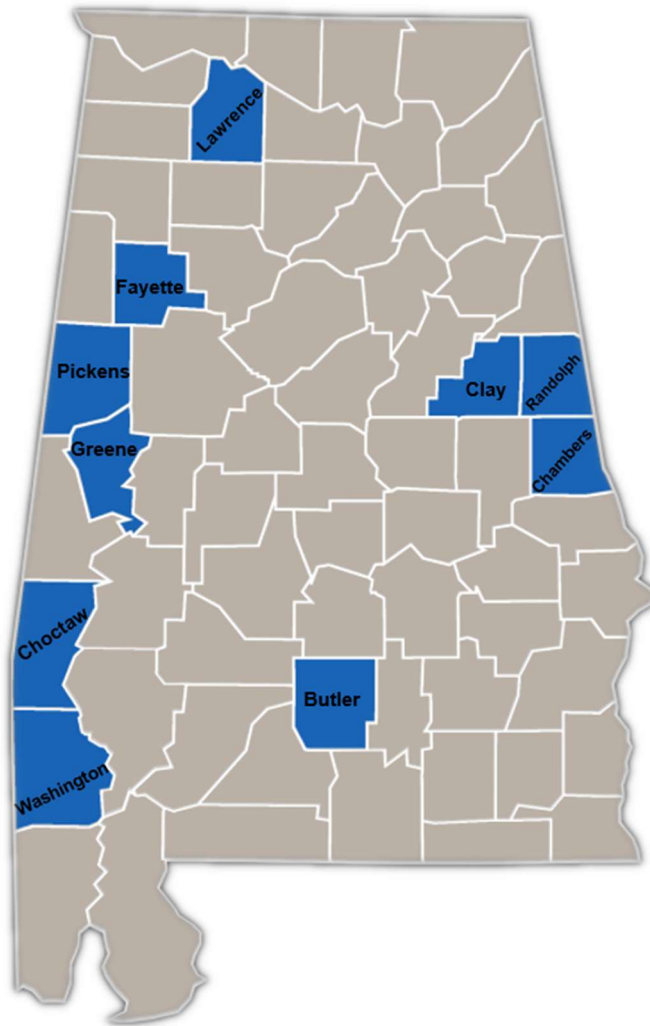 Lawrence
Fayette
Pickens
Clay
Randolph
Greene
Chambers
Choctaw
Butler
Washington